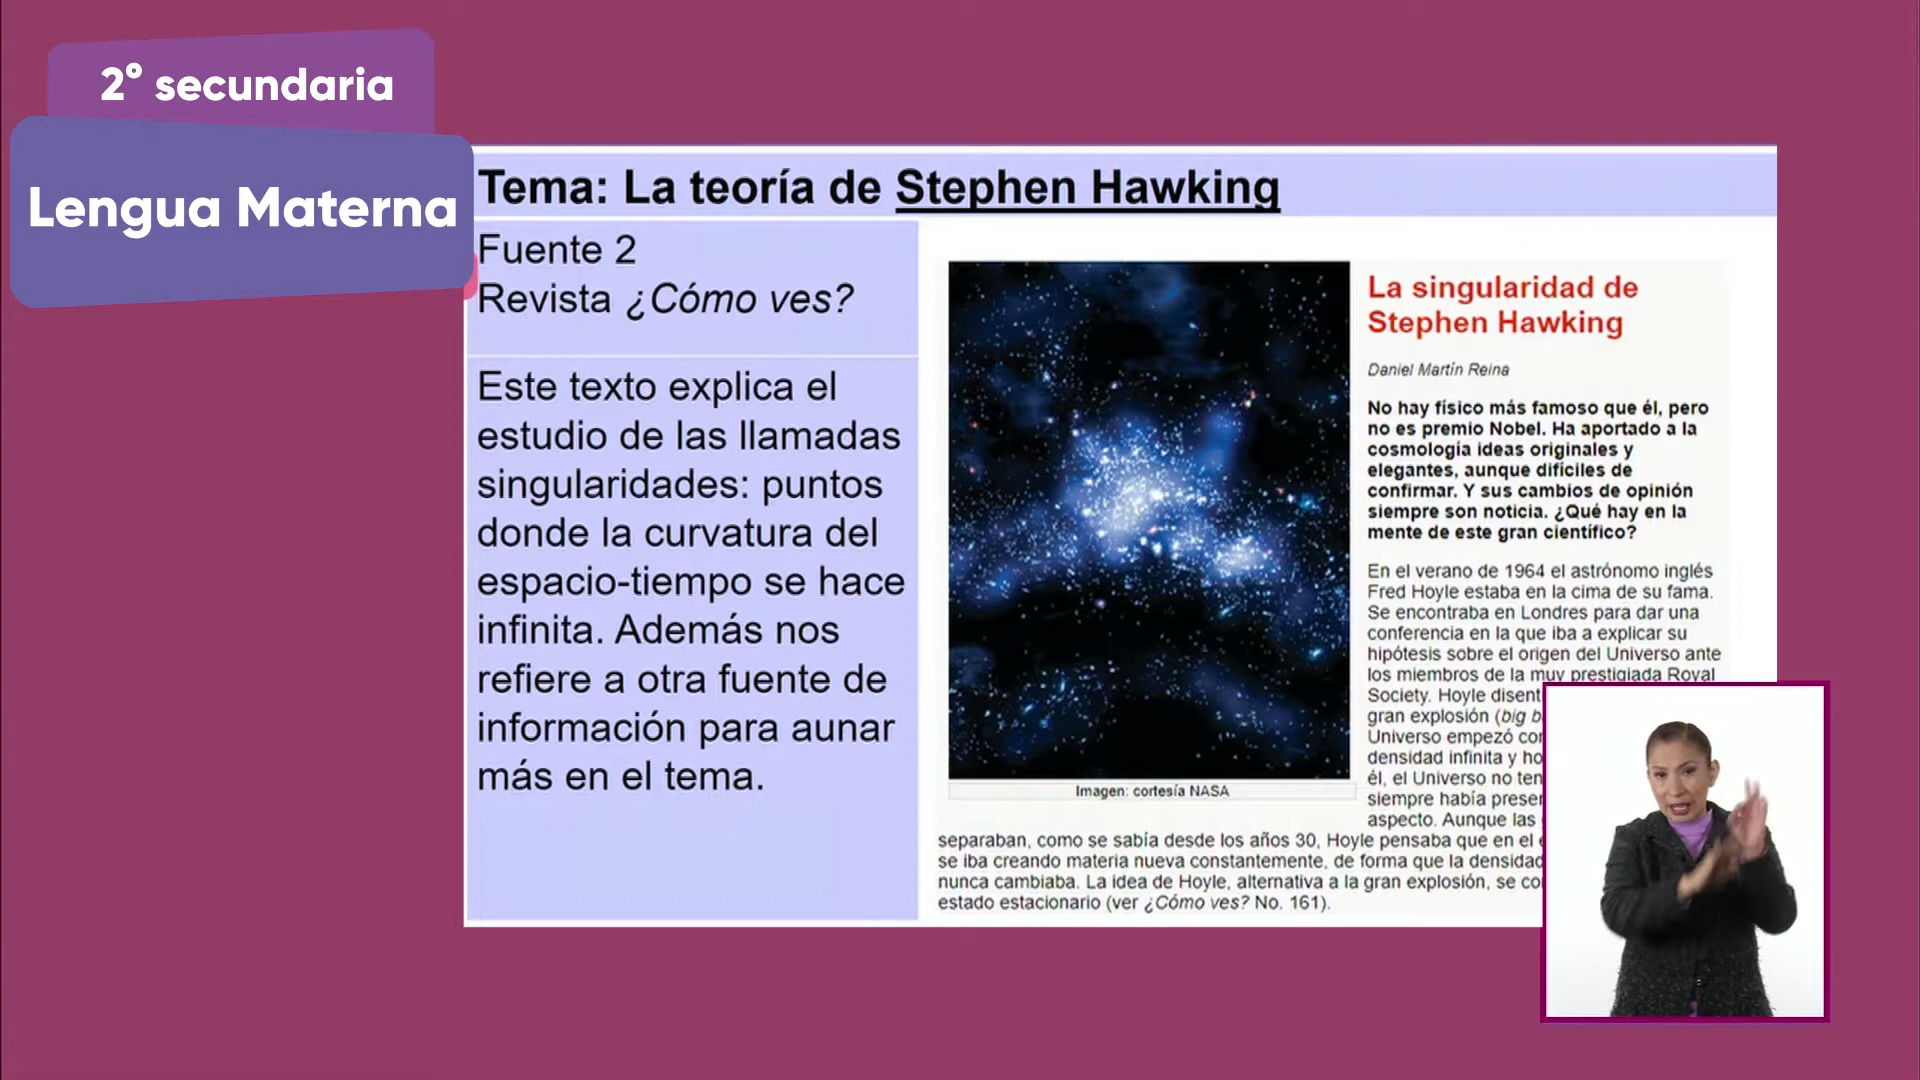 2° secundaria
Lengua Materna
Tema: La teoría de Stephen Hawking
Fuente 2
Revista ¿Cómo ves?
Este texto explica el
estudio de las llamadas
singularidades: puntos
donde la curvatura del
espacio-tiempo se hace
infinita. Además nos
refiere a otra fuente de
información para aunar
más en el tema.
Imagen: cortesía NASA
La singularidad de
Stephen Hawking
Daniel Martín Reina
No hay físico más famoso que él, pero
no es premio Nobel. Ha aportado a la
cosmología ideas originales y
elegantes, aunque difíciles de
confirmar. Y sus cambios de opinión
siempre son noticia. ¿Qué hay en la
mente de este gran científico?
En el verano de 1964 el astrónomo inglés
Fred Hoyle estaba en la cima de su fama.
Se encontraba en Londres para dar una
conferencia en la que iba a explicar su
hipótesis sobre el origen del Universo ante
los miembros de la muy prestigiada Royal
Society. Hoyle disent
gran explosión (big b
Universo empezó con
densidad infinita y ho
él, el Universo no ten
siempre había preser
aspecto. Aunque las
separaban, como se sabía desde los años 30, Hoyle pensaba que en el
se iba creando materia nueva constantemente, de forma que la densidad
nunca cambiaba. La idea de Hoyle, alternativa a la gran explosión, se co
estado estacionario (ver ¿Cómo ves? No. 161).